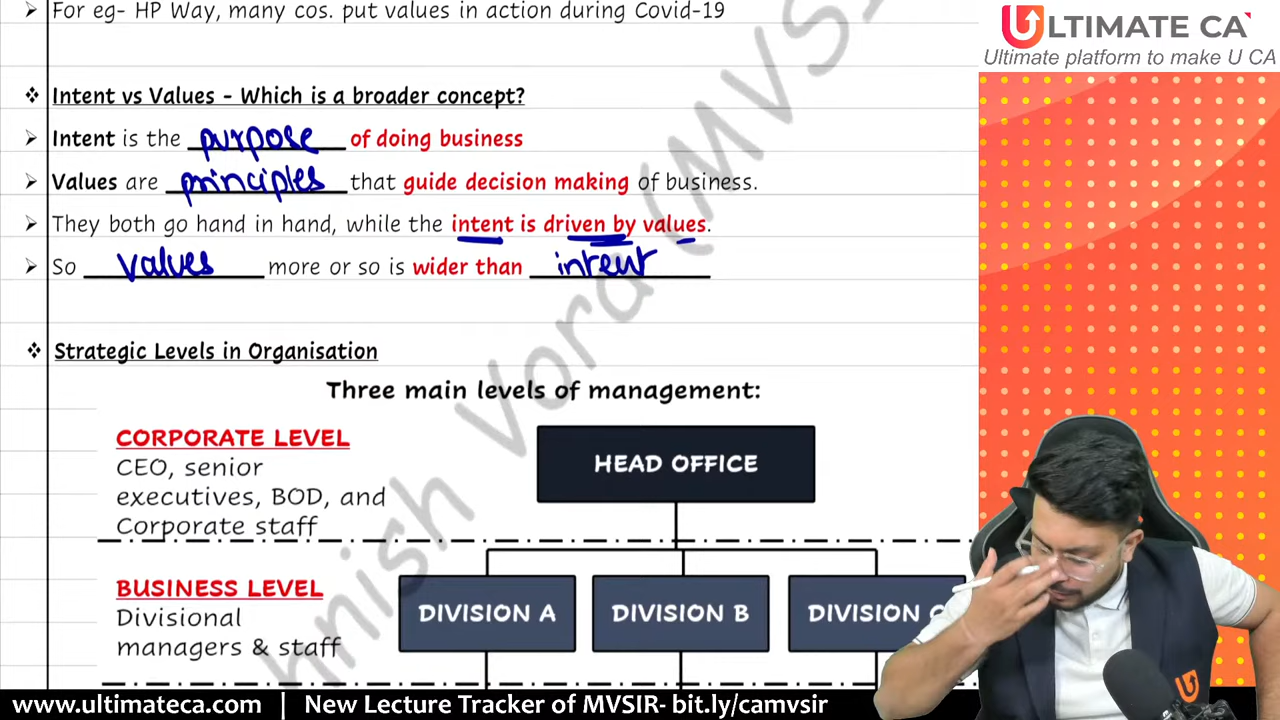 ➢ For eg- HP Way, many cos. put values in action during Covid-19
ULTIMATE CA
Ultimate platform to make U CA
❖ Intent vs Values - Which is a broader concept?
➢ Intent is the purpose of doing business
➢ Values are principles that guide decision making of business.
➢ They both go hand in hand, while the intent is driven by values.
➢ So values more or so is wider than intent
❖ Strategic Levels in Organisation
Three main levels of management:
CORPORATE LEVEL
CEO, senior
executives, BOD, and
Corporate staff
HEAD OFFICE
BUSINESS LEVEL
Divisional
managers & staff
DIVISION A
DIVISION B
DIVISION
www.ultimateca.com | New Lecture Tracker of MVSIR- bit.ly/camvsir